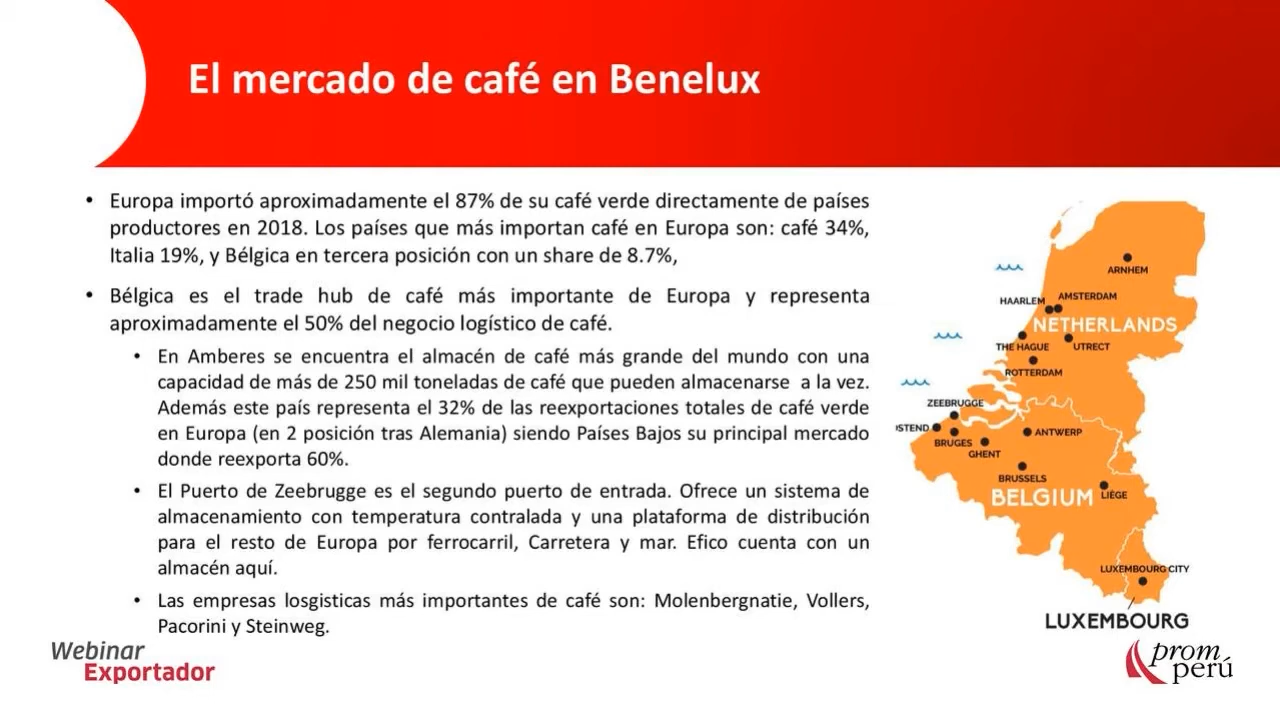 El mercado de café en Benelux
• Europa importó aproximadamente el 87% de su café verde directamente de países
productores en 2018. Los países que más importan café en Europa son: café 34%,
Italia 19%, y Bélgica en tercera posición con un share de 8.7%,
• Bélgica es el trade hub de café más importante de Europa y representa
aproximadamente el 50% del negocio logístico de café.
• En Amberes se encuentra el almacén de café más grande del mundo con una
capacidad de más de 250 mil toneladas de café que pueden almacenarse a la vez.
Además este país representa el 32% de las reexportaciones totales de café verde
en Europa (en 2 posición tras Alemania) siendo Países Bajos su principal mercado
donde reexporta 60%.
• El Puerto de Zeebrugge es el segundo puerto de entrada. Ofrece un sistema de
almacenamiento con temperatura contralada y una plataforma de distribución
para el resto de Europa por ferrocarril, Carretera y mar. Efico cuenta con un
almacén aquí.
• Las empresas losgisticas más importantes de café son: Molenbergnatie, Vollers,
Pacorini y Steinweg.
ARNHEM
HAARLEM
AMSTERDAM
NETHERLANDS
THE HAGUE
UTRECT
ROTTERDAM
ZEEBRUGGE
ISTEND
BRUGES
ANTWERP
GHENT
BRUSSELS
BELGIUM
LIÉGE
LUXEMBOURG CITY
LUXEMBOURG
Webinar
Exportador
prom
perú